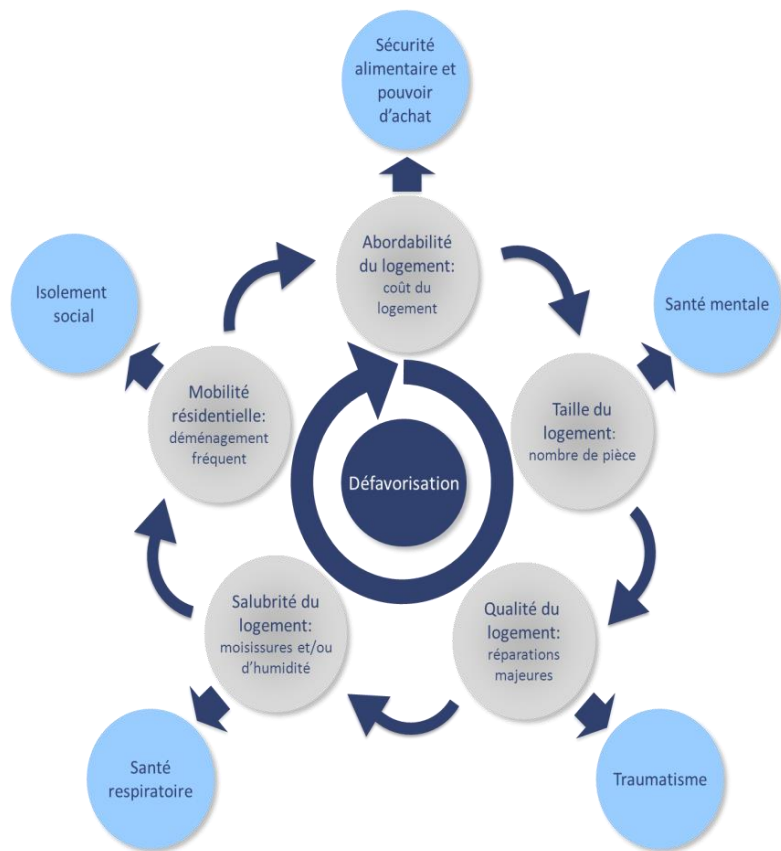 Sécurité
alimentaire et
pouvoir
d’achat
Abordabilité
du logement:
coût du
logement
Isolement
social
Santé mentale
Mobilité
résidentielle:
déménagement
fréquent
Taille du
logement:
nombre de pièce
Défavorisation
Salubrité du
logement:
moisissures et/ou
d’humidité
Qualité du
logement:
réparations
majeures
Santé
respiratoire
Traumatisme